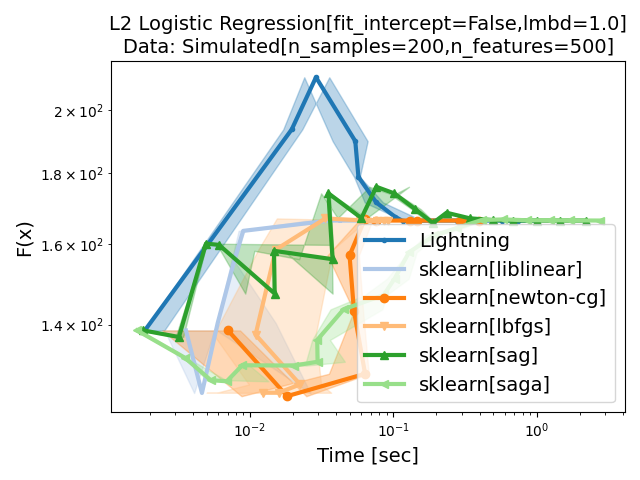 L2 Logistic Regression[fit_intercept=False,lmbd=1.0]
Data: Simulated[n_samples=200,n_features=500]
F(x)
2 × 10²
1.8 × 10²
1.6 × 10²
1.4 × 10²
Lightning
sklearn[liblinear]
sklearn[newton-cg]
sklearn[lbfgs]
sklearn[sag]
sklearn[saga]
10⁻² 10⁻¹ 10⁰
Time [sec]